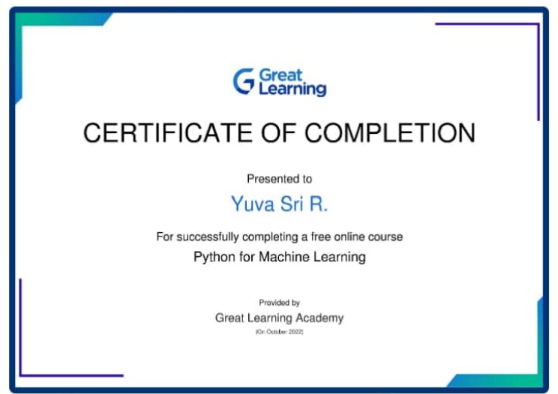 Great
Learning
CERTIFICATE OF COMPLETION
Presented to
Yuva Sri R.
For successfully completing a free online course
Python for Machine Learning
Provided by
Great Learning Academy
(On October 2022)